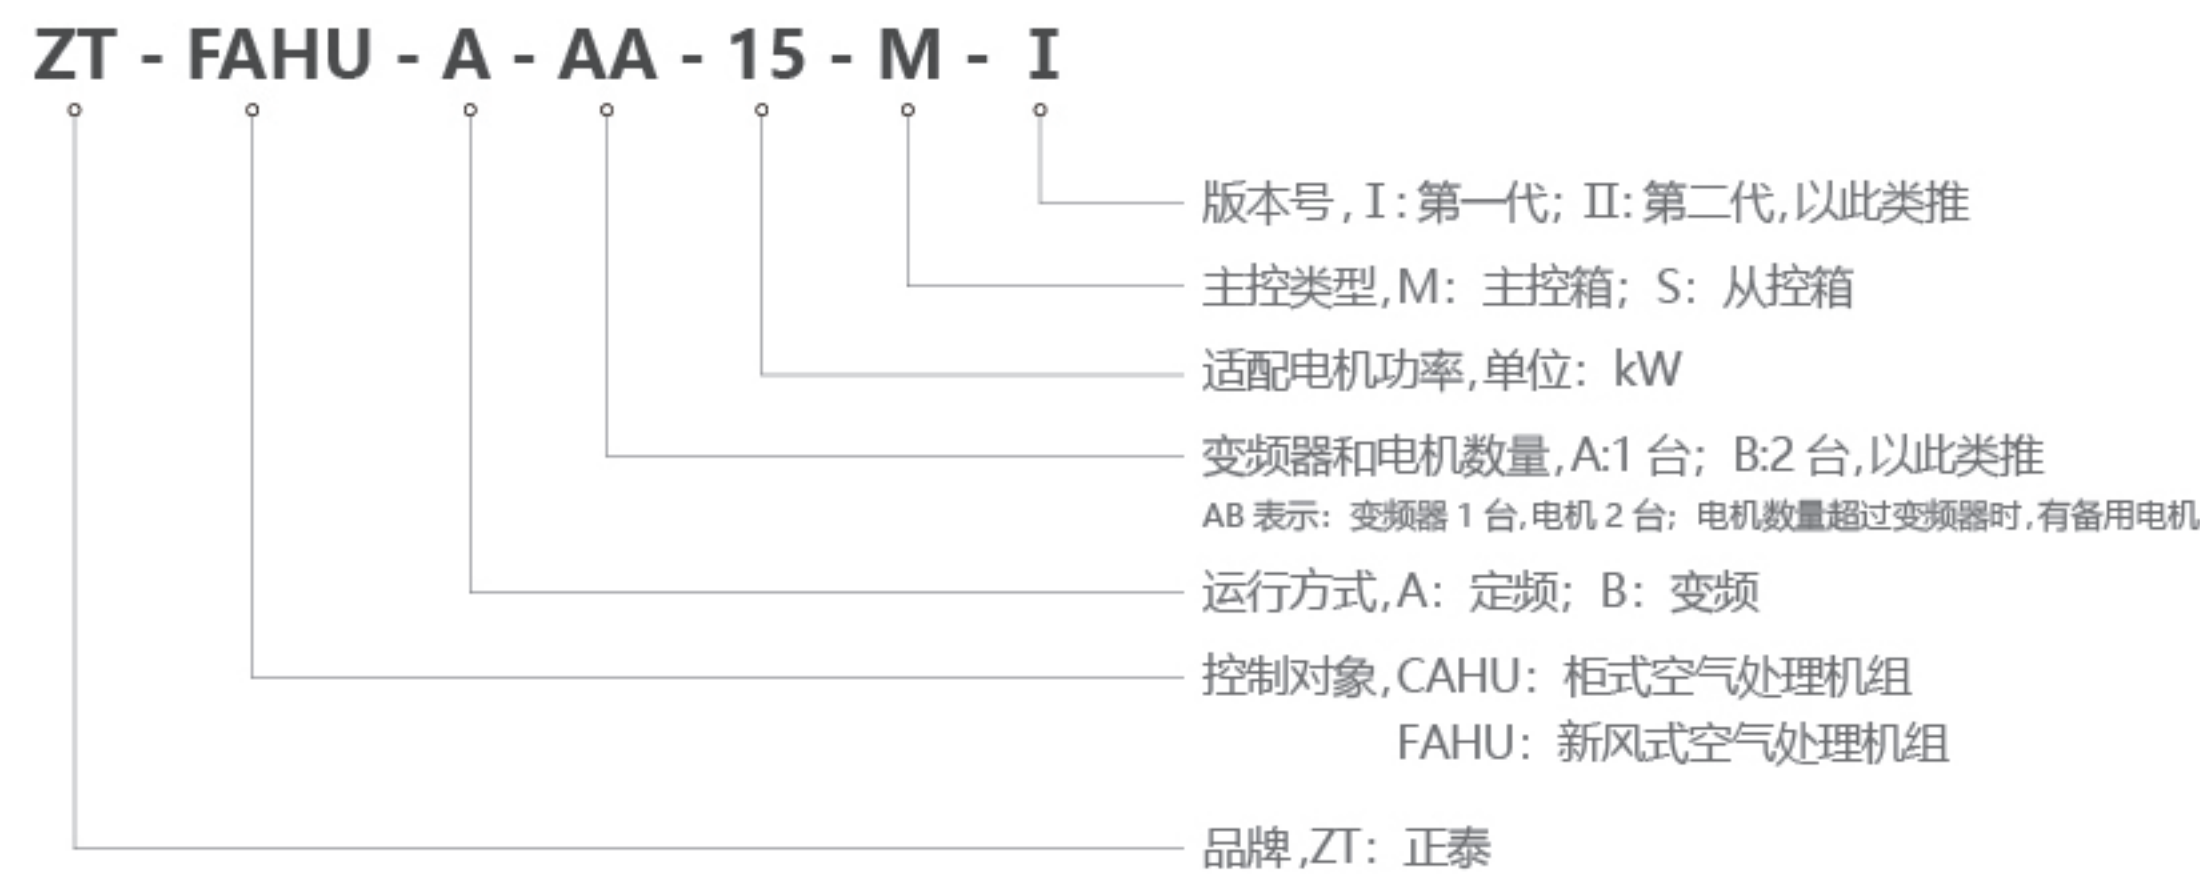 ZT - FAHU - A - AA - 15 - M - I
版本号,Ⅰ:第一代; Ⅱ:第二代,以此类推
主控类型,M：主控箱；S：从控箱
适配电机功率,单位：kW
变频器和电机数量,A:1 台；B:2 台,以此类推
AB 表示：变频器 1 台,电机 2 台；电机数量超过变频器时,有备用电机
运行方式,A：定频；B：变频
控制对象,CAHU：柜式空气处理机组
FAHU：新风式空气处理机组
品牌,ZT：正泰